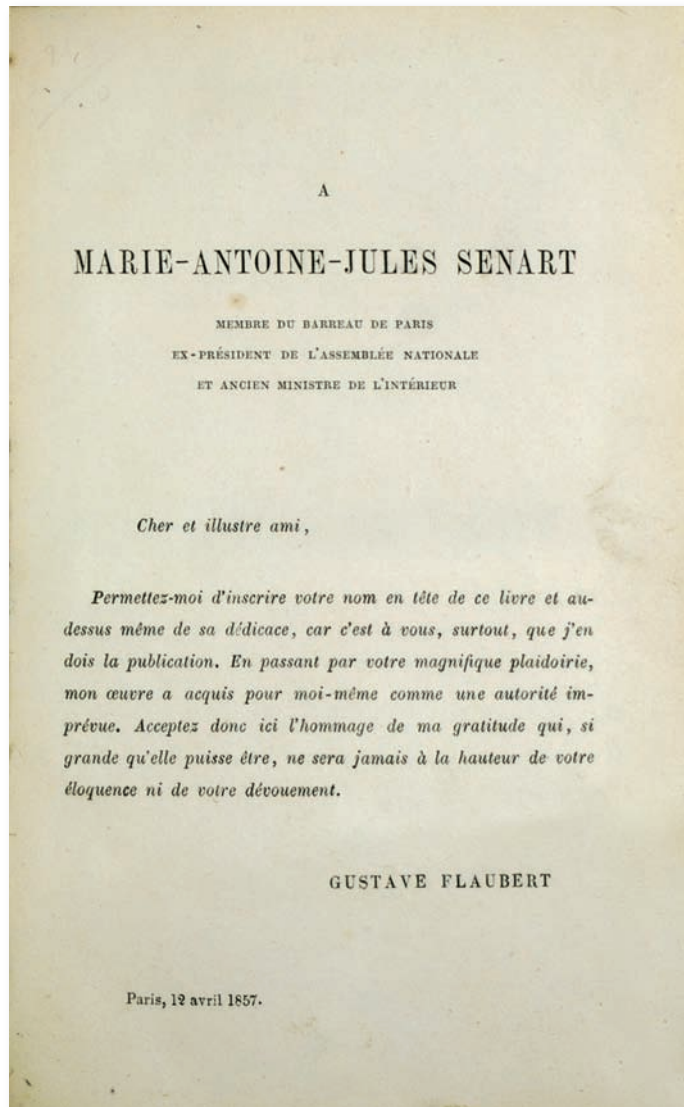 A
MARIE-ANTOINE-JULES SENART
MEMBRE DU BARREAU DE PARIS
EX-PRÉSIDENT DE L'ASSEMBLÉE NATIONALE
ET ANCIEN MINISTRE DE L'INTÉRIEUR
Cher et illustre ami,
Permettez-moi d'inscrire votre nom en tête de ce livre et au-
dessus même de sa dédicace, car c'est à vous, surtout, que j'en
dois la publication. En passant par votre magnifique plaidoirie,
mon œuvre a acquis pour moi-même comme une autorité im-
prévue. Acceptez donc ici l'hommage de ma gratitude qui, si
grande qu'elle puisse être, ne sera jamais à la hauteur de votre
éloquence ni de votre dévouement.
GUSTAVE FLAUBERT
Paris, 12 avril 1857.